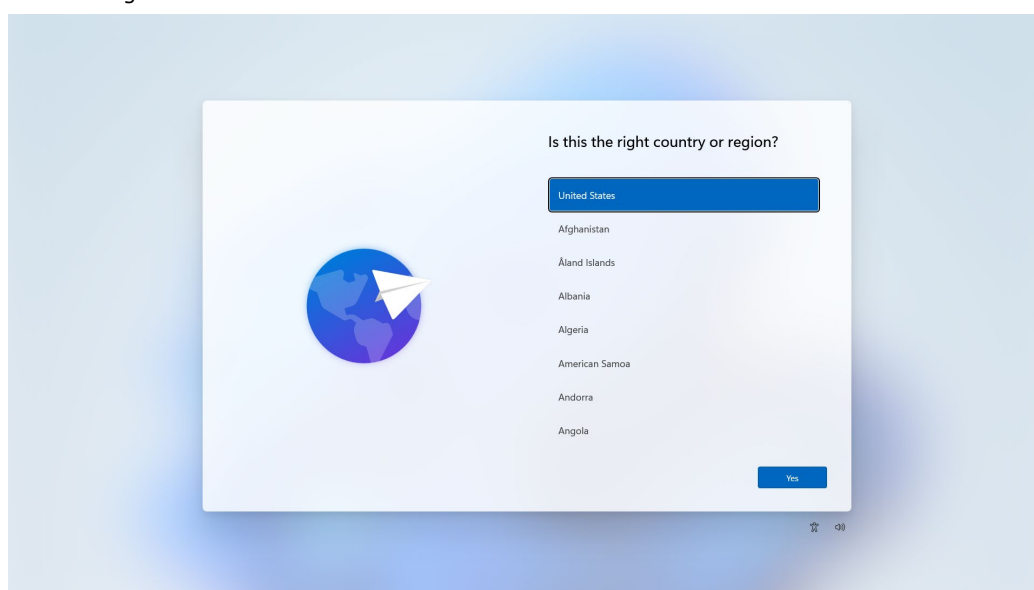 Is this the right country or region?
United States
Afghanistan
Åland Islands
Albania
Algeria
American Samoa
Andorra
Angola
Yes